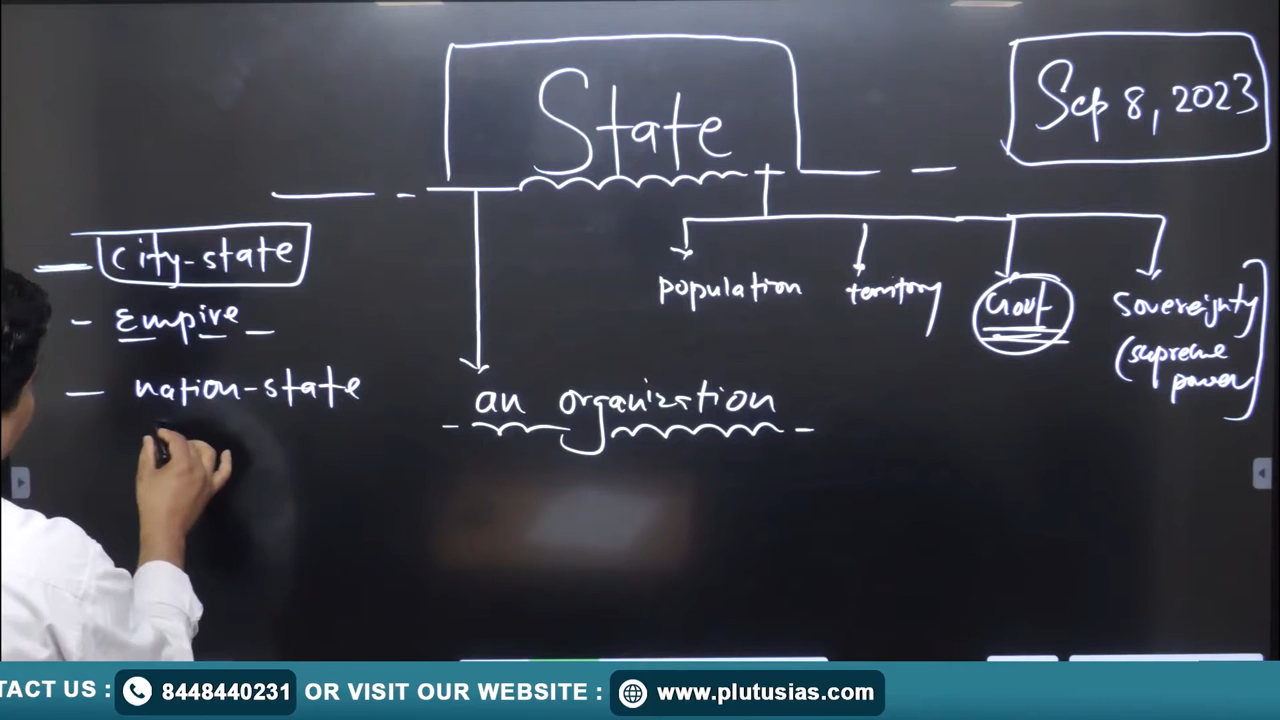 State
Sep 8, 2023
city-state
Empire
nation-state
population
territory
Govt
Sovereignty
(supreme
power
an organization
TACT US :
8448440231
OR VISIT OUR WEBSITE :
www.plutusias.com